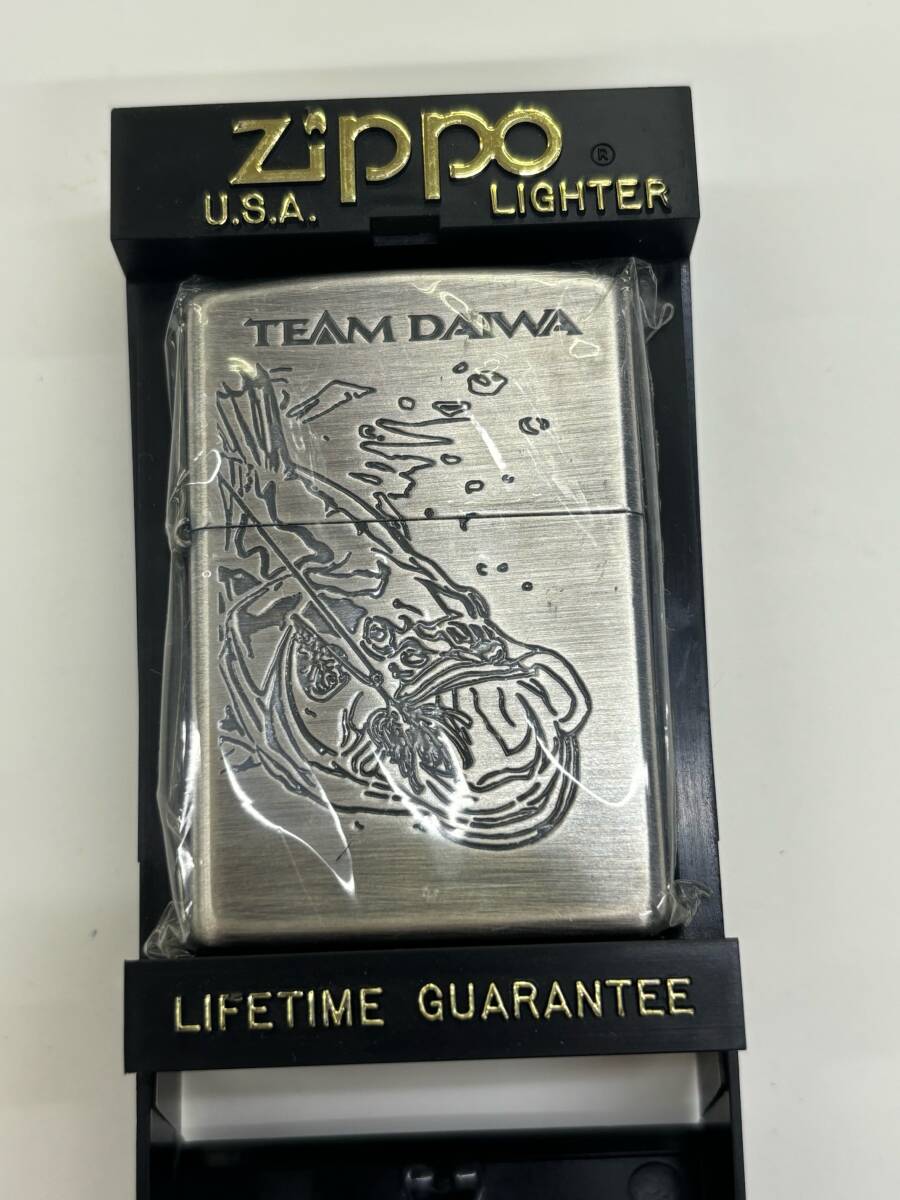 Zippo ®
U.S.A. LIGHTER
TEAM DAIWA
LIFETIME GUARANTEE